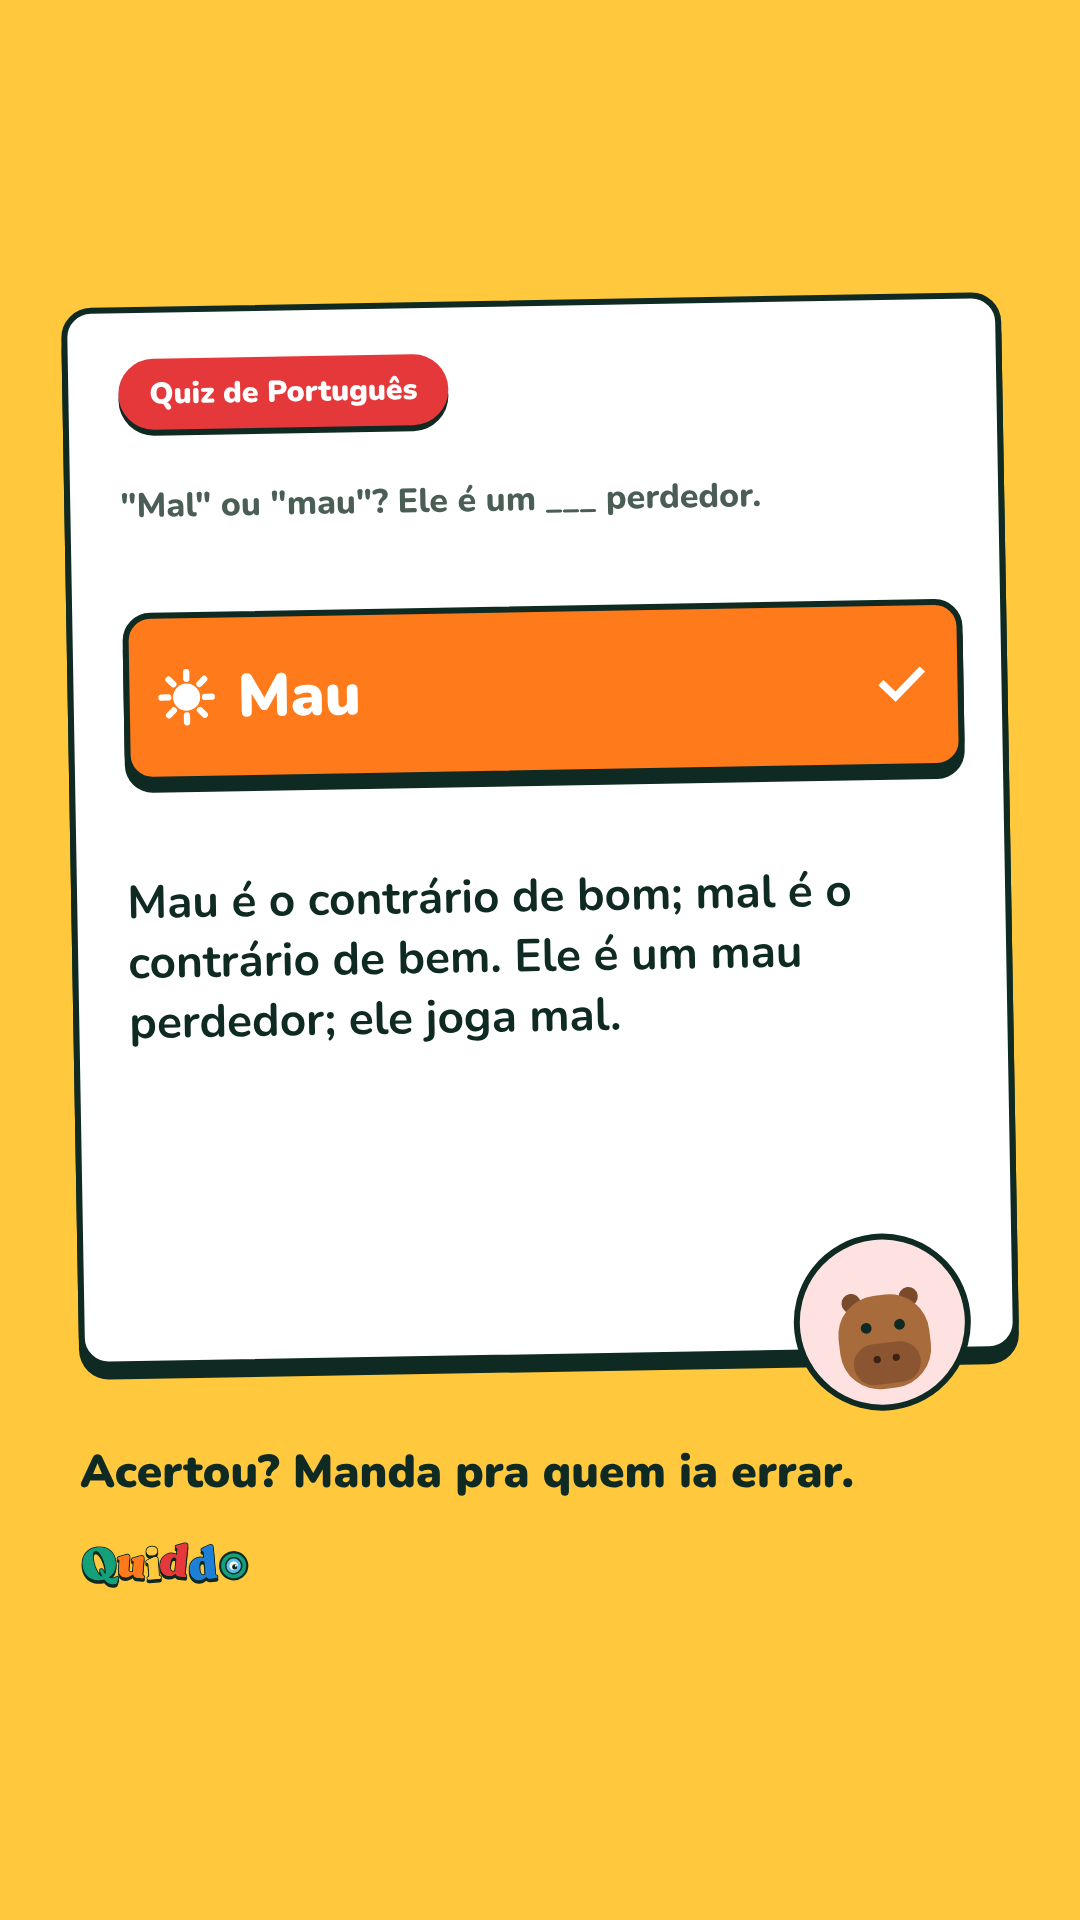 Quiz de Português
"Mal" ou "mau"? Ele é um ___ perdedor.
Mau
Mau é o contrário de bom; mal é o
contrário de bem. Ele é um mau
perdedor; ele joga mal.
Acertou? Manda pra quem ia errar.
Quiddo